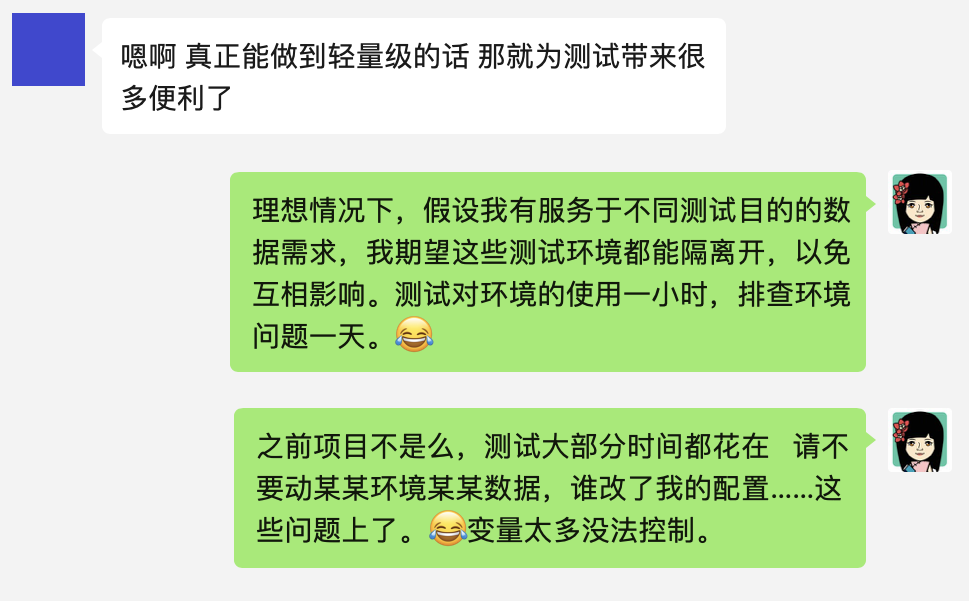 嗯啊 真正能做到轻量级的话 那就为测试带来很
多便利了
理想情况下，假设我有服务于不同测试目的的数
据需求，我期望这些测试环境都能隔离开，以免
互相影响。测试对环境的使用一小时，排查环境
问题一天。😂
之前项目不是么，测试大部分时间都花在 请不
要动某某环境某某数据，谁改了我的配置……这
些问题上了。😂变量太多没法控制。